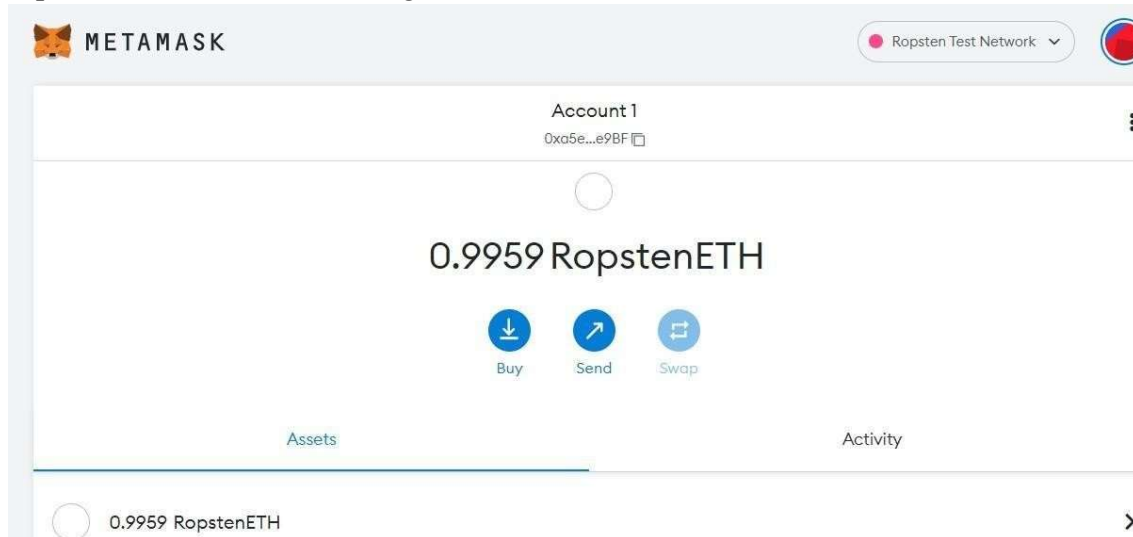 METAMASK
Ropsten Test Network
Account 1
0xa5e...e9BF
0.9959 RopstenETH
Buy Send Swap
Assets Activity
0.9959 RopstenETH